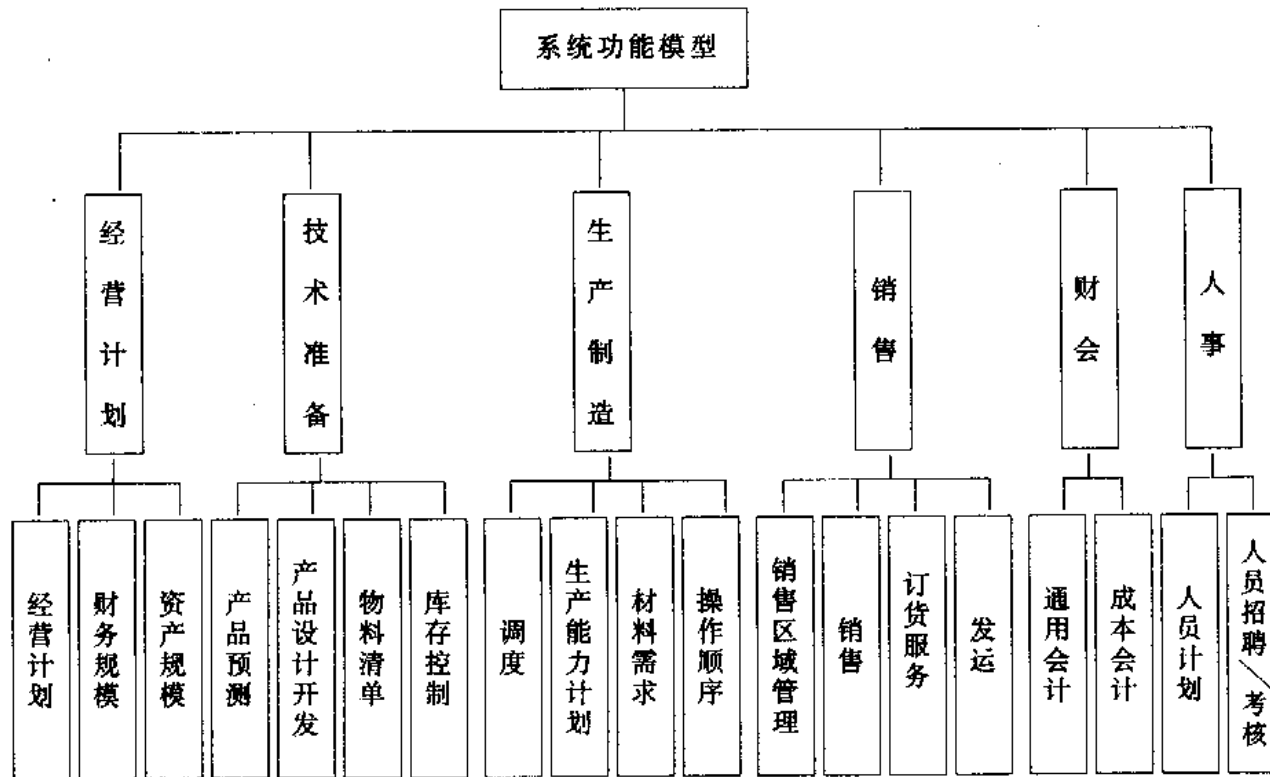 系统功能模型
经营计划
技术准备
生产制造
销售
财会
人事
经营计划
财务规模
资产规模
产品预测
产品设计开发
物料清单
库存控制
调度
生产能力计划
材料需求
操作顺序
销售区域管理
销售
订货服务
发运
通用会计
成本会计
人员计划
人员招聘/考核